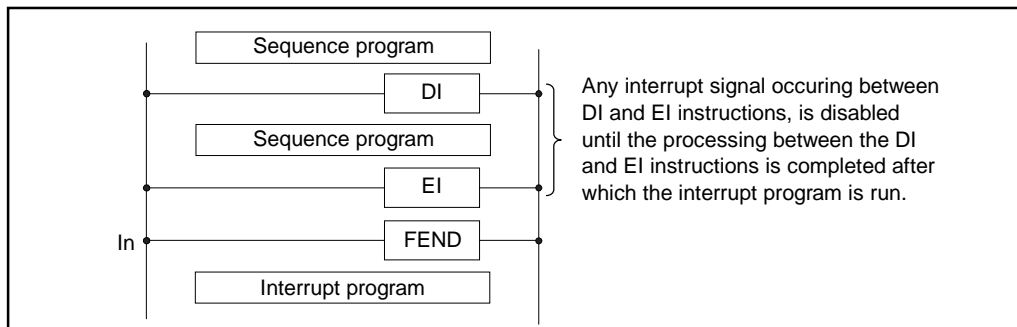 Sequence program
DI
Sequence program
EI
In
FEND
Interrupt program
Any interrupt signal occuring between
DI and EI instructions, is disabled
until the processing between the DI
and EI instructions is completed after
which the interrupt program is run.